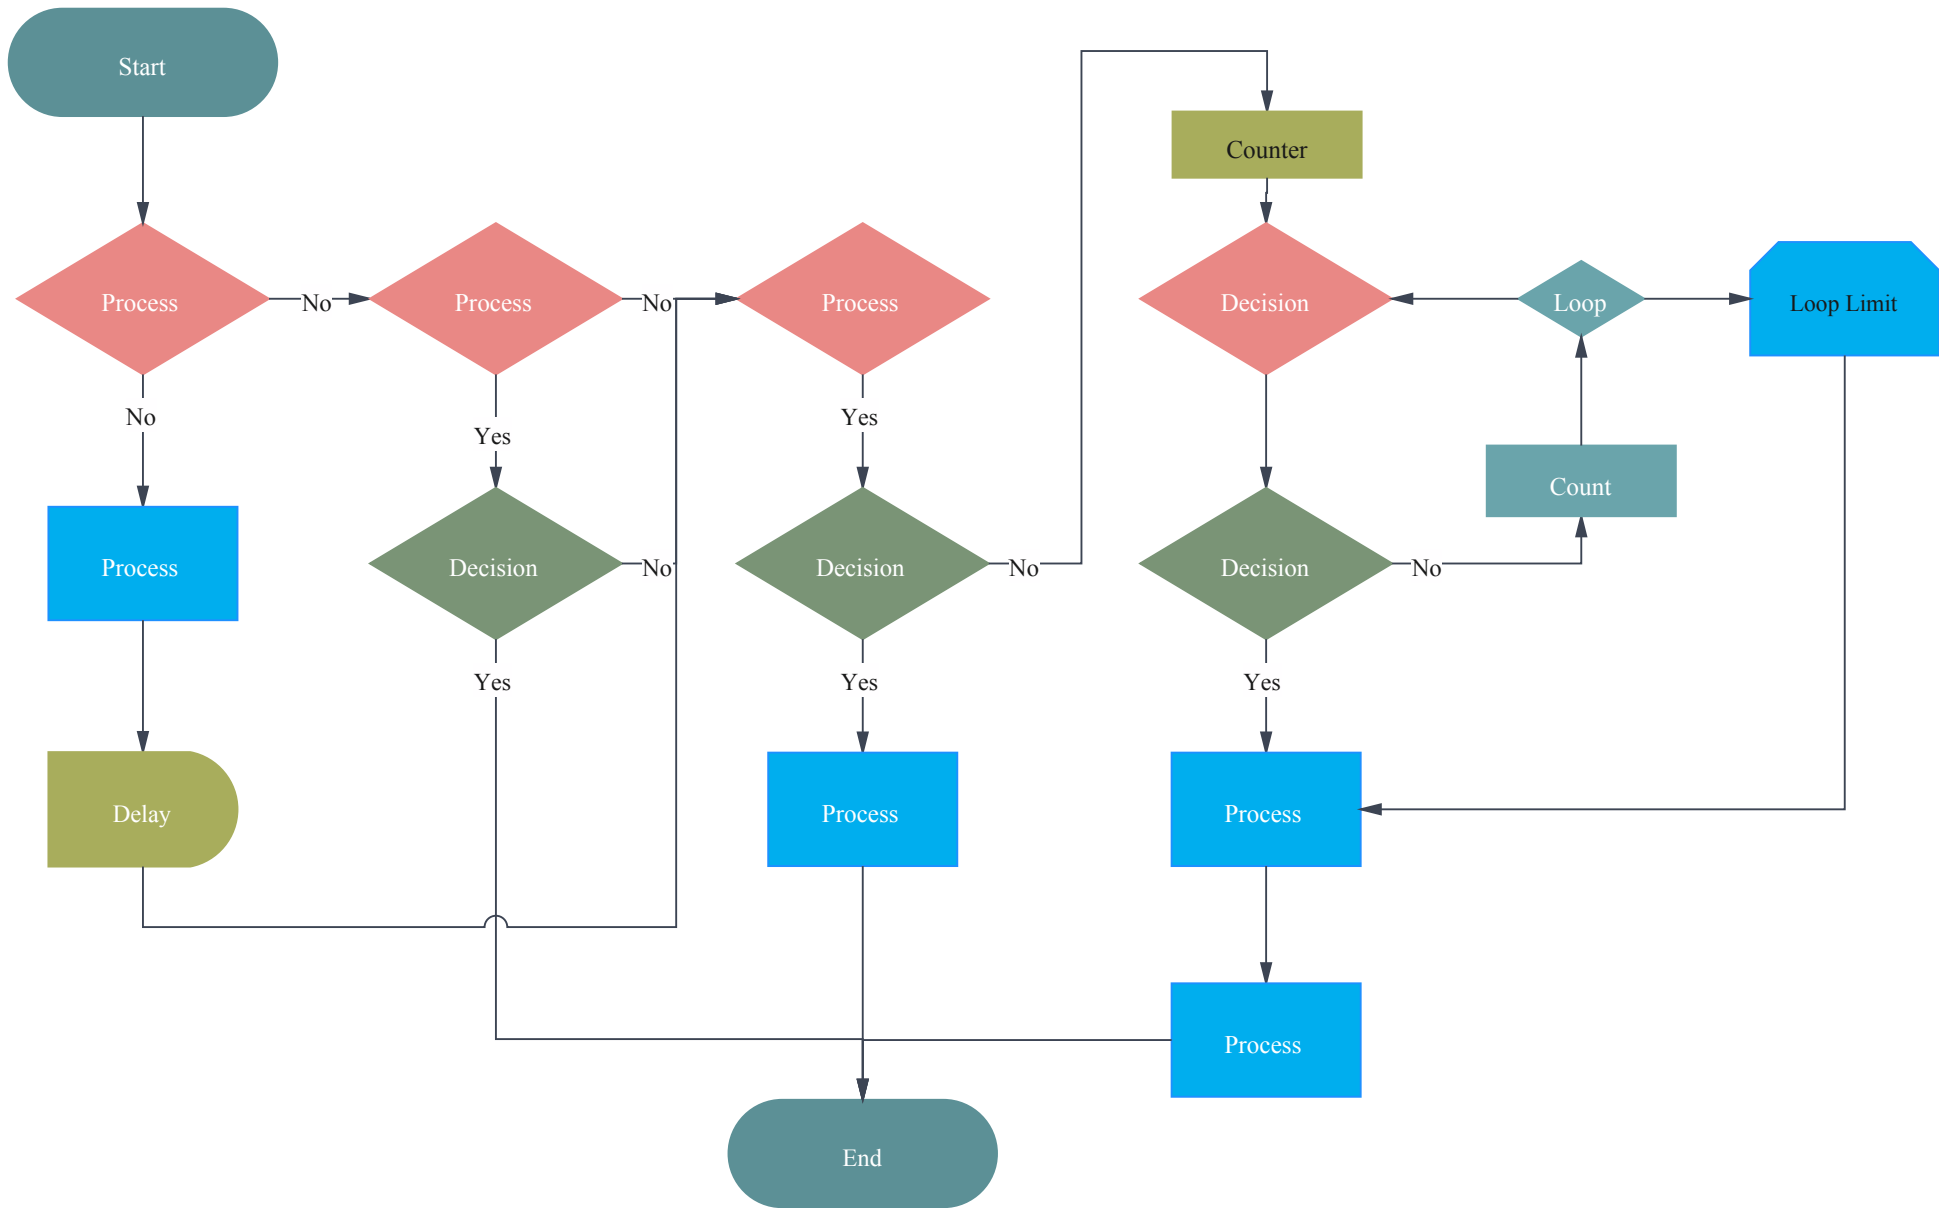 Start
Counter
Process
No
Process
No
Process
Decision
Loop
Loop Limit
No
Yes
Yes
Count
Process
Decision
No
Decision
No
Decision
No
Yes
Yes
Yes
Delay
Process
Process
Process
End